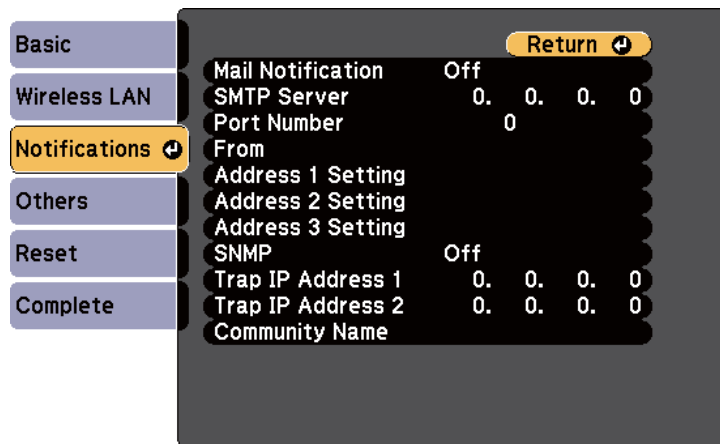 Basic
Wireless LAN
Notifications
Others
Reset
Complete
Return
Mail Notification Off
SMTP Server 0. 0. 0. 0
Port Number 0
From
Address 1 Setting
Address 2 Setting
Address 3 Setting
SNMP Off
Trap IP Address 1 0. 0. 0. 0
Trap IP Address 2 0. 0. 0. 0
Community Name